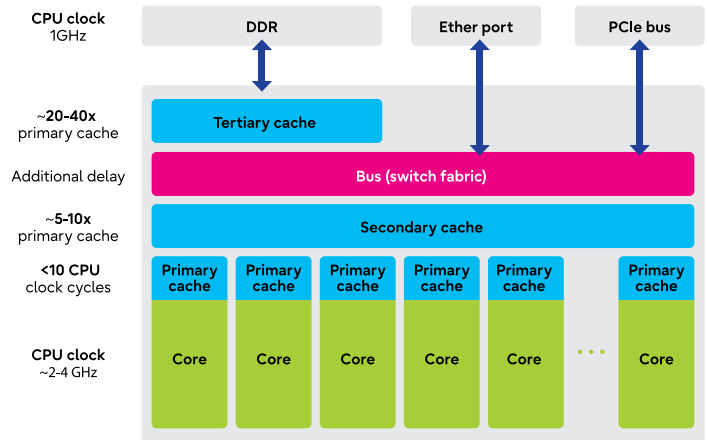 CPU clock
1GHz
DDR
Ether port
PCIe bus
~20-40x
primary cache
Tertiary cache
Additional delay
Bus (switch fabric)
~5-10x
primary cache
Secondary cache
<10 CPU
clock cycles
Primary
cache
Primary
cache
Primary
cache
Primary
cache
Primary
cache
Primary
cache
CPU clock
~2-4 GHz
Core
Core
Core
Core
Core
...
Core